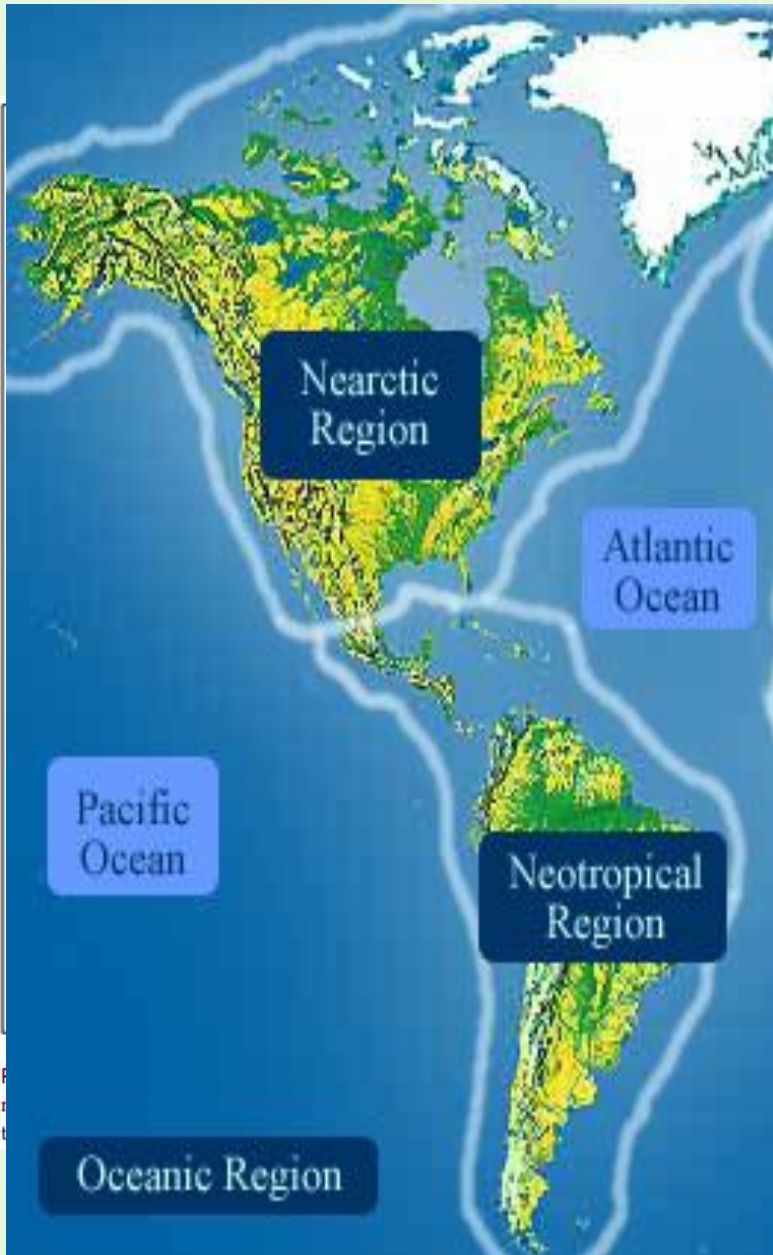 Nearctic
Region
Atlantic
Ocean
Pacific
Ocean
Neotropical
Region
Oceanic Region